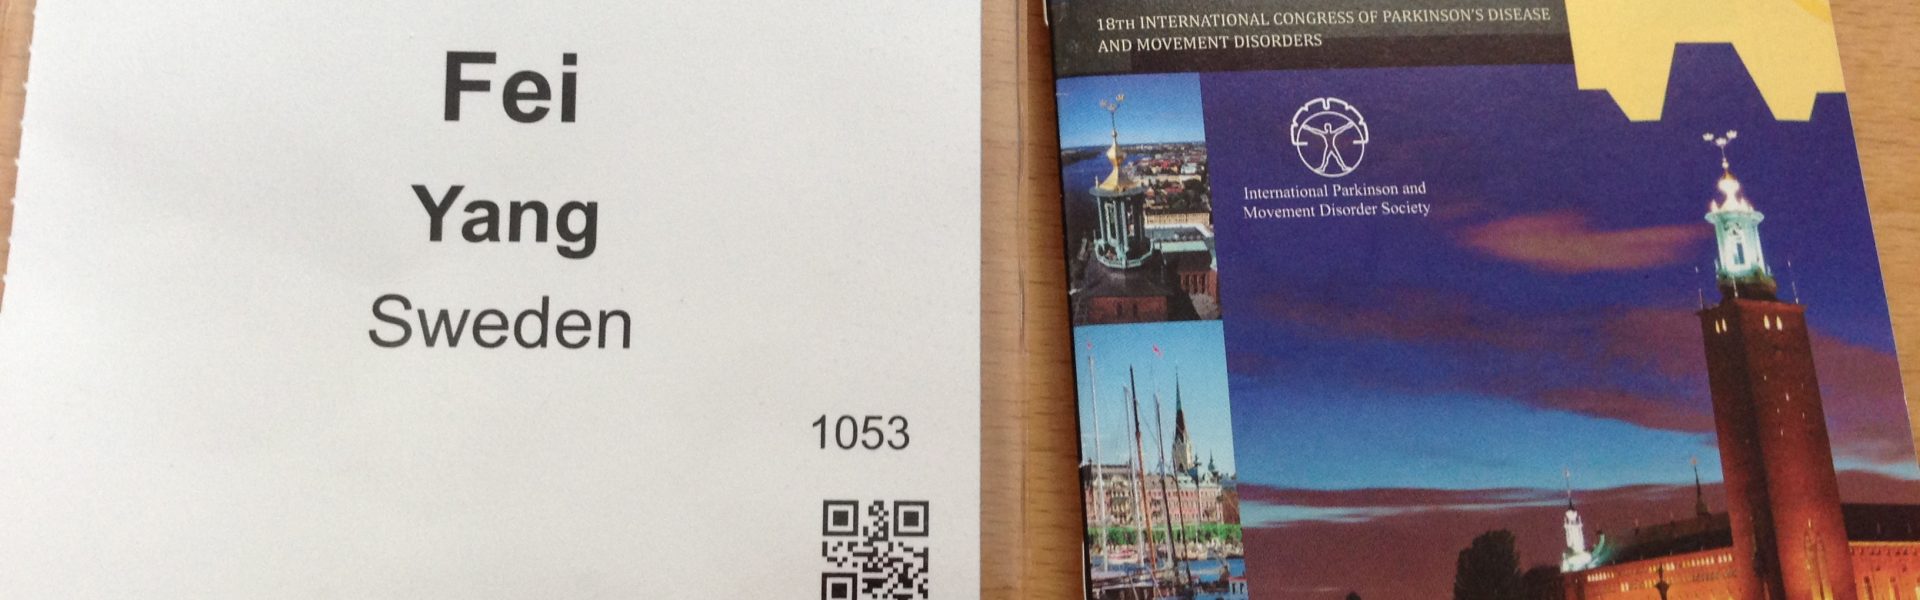 Fei
Yang
Sweden
1053
18TH INTERNATIONAL CONGRESS OF PARKINSON'S DISEASE
AND MOVEMENT DISORDERS
International Parkinson and
Movement Disorder Society